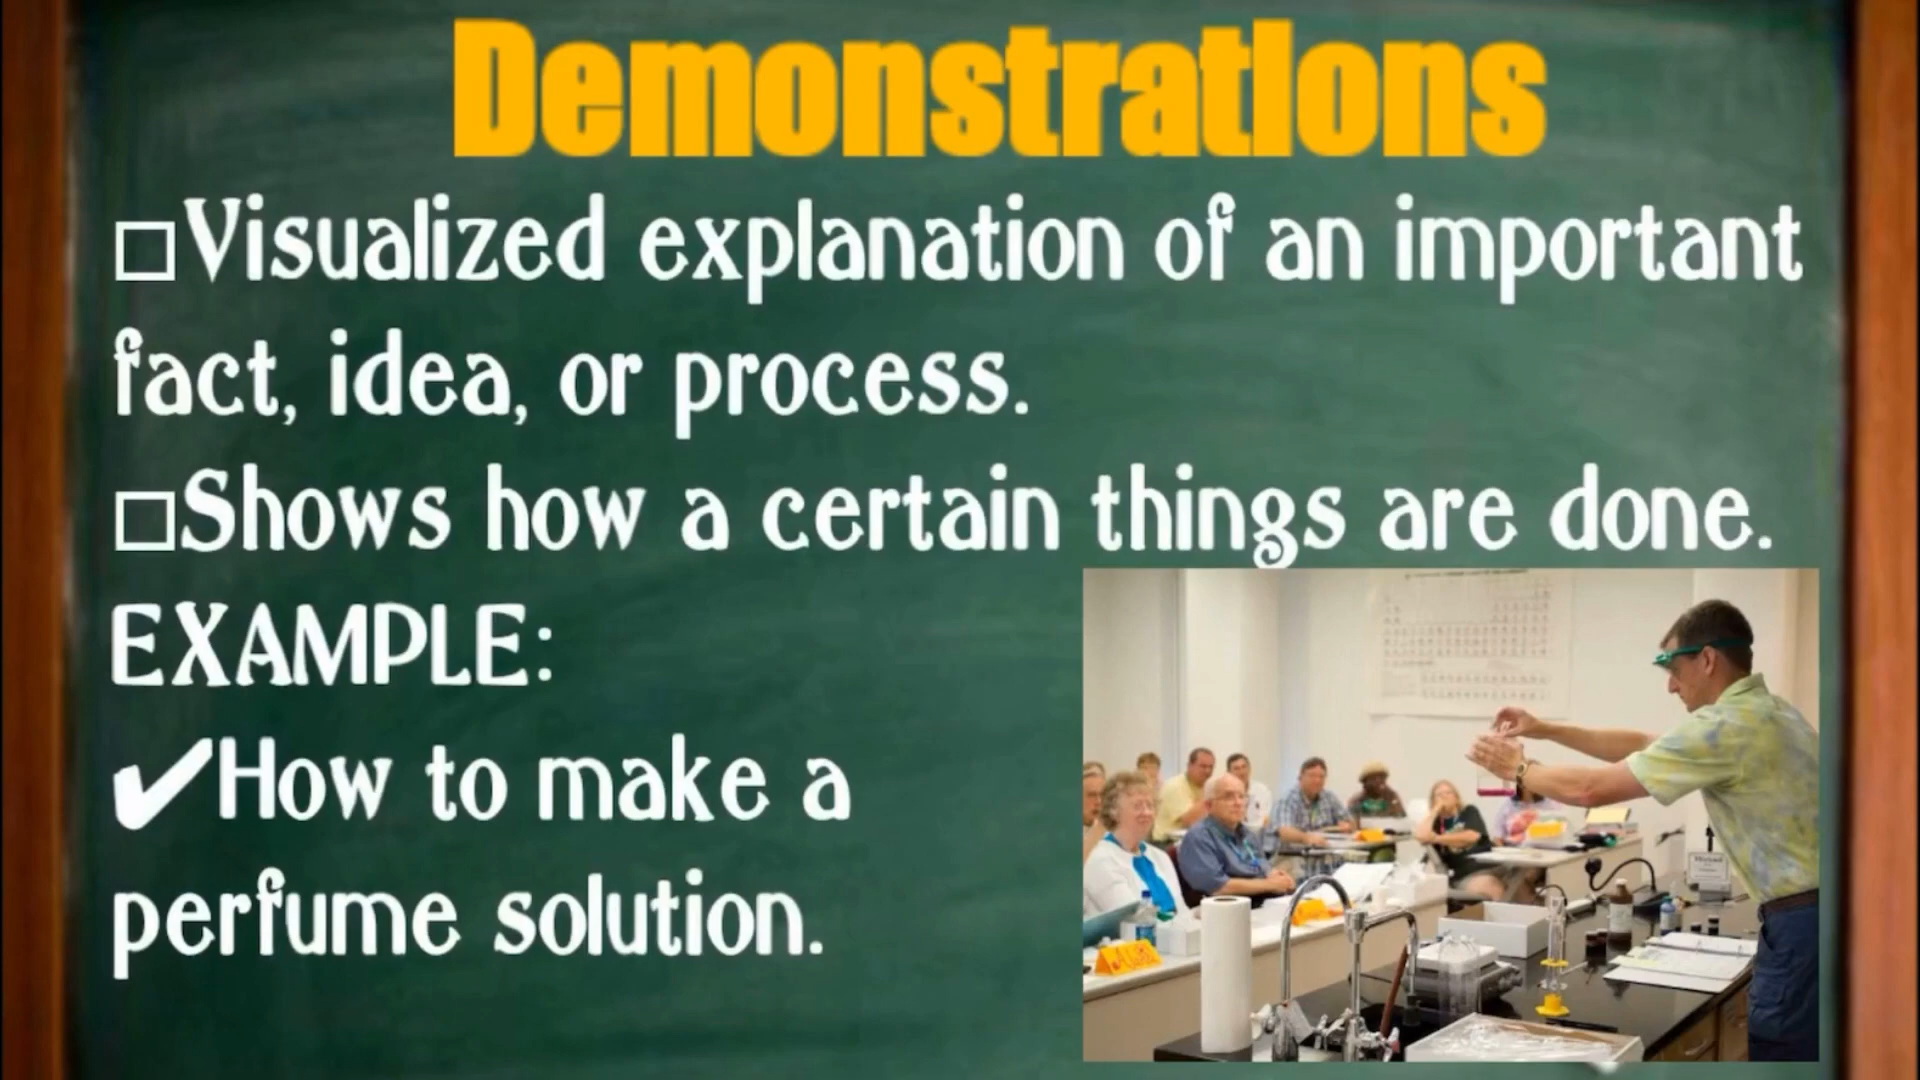 Demonstrations
□Visualized explanation of an important
fact, idea, or process.
□Shows how a certain things are done.
EXAMPLE:
✔How to make a
perfume solution.